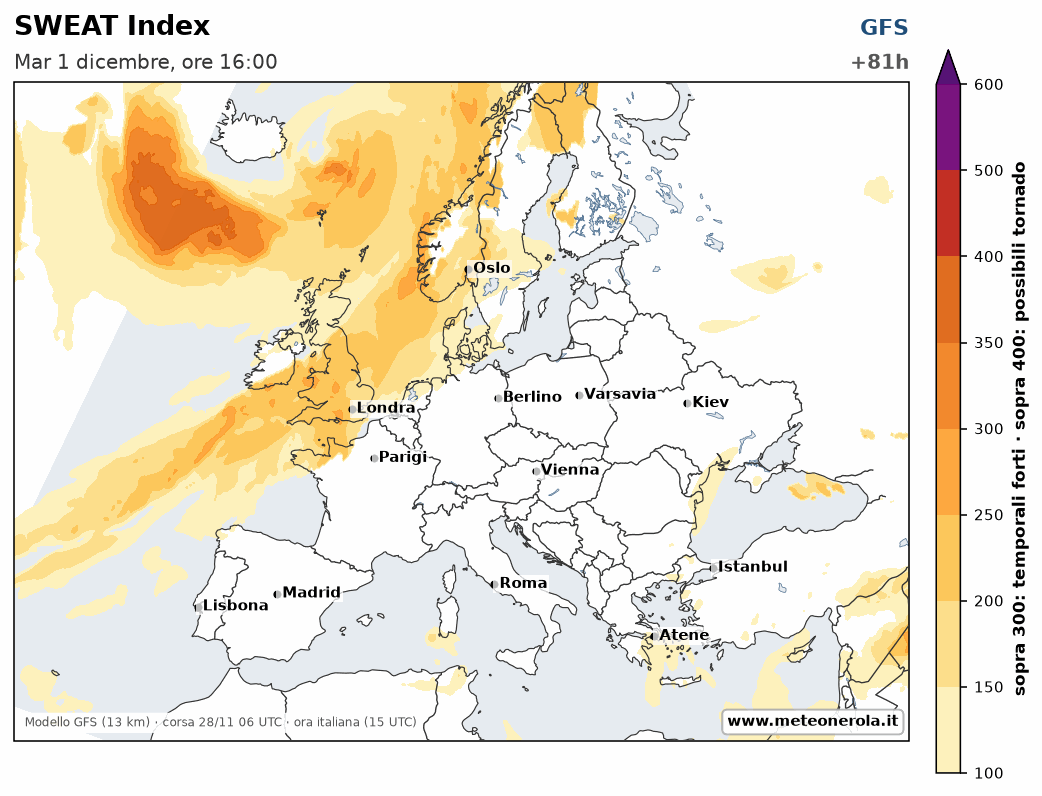 SWEAT Index
GFS
Mar 1 dicembre, ore 16:00
+81h
600
500
400
350
300
250
200
150
100
sopra 300: temporali forti · sopra 400: possibili tornado
Oslo
Berlino
Varsavia
Kiev
Londra
Parigi
Vienna
Istanbul
Roma
Madrid
Lisbona
Atene
Modello GFS (13 km) · corsa 28/11 06 UTC · ora italiana (15 UTC)
www.meteonerola.it